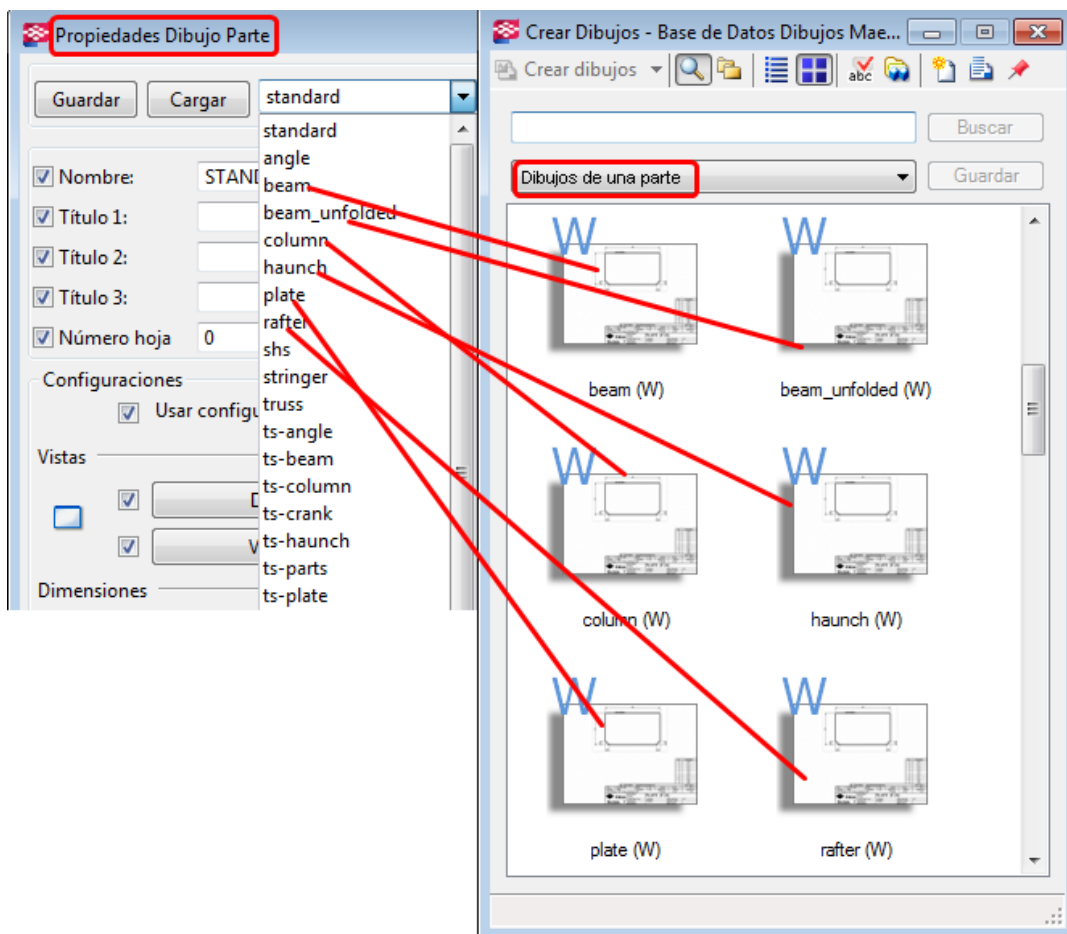 Propiedades Dibujo Parte
Guardar
Cargar
standard
standard
angle
beam
beam_unfolded
column
haunch
plate
rafter
shs
stringer
truss
ts-angle
ts-beam
ts-column
ts-crank
ts-haunch
ts-parts
ts-plate
Nombre:
STAN
Título 1:
Título 2:
Título 3:
Número hoja
0
Configuraciones
Usar configu
Vistas
D
V
Dimensiones
Crear Dibujos - Base de Datos Dibujos Mae...
Crear dibujos
abc
Buscar
Dibujos de una parte
Guardar
W
W
beam (W)
beam_unfolded (W)
W
W
column (W)
haunch (W)
W
W
plate (W)
rafter (W)